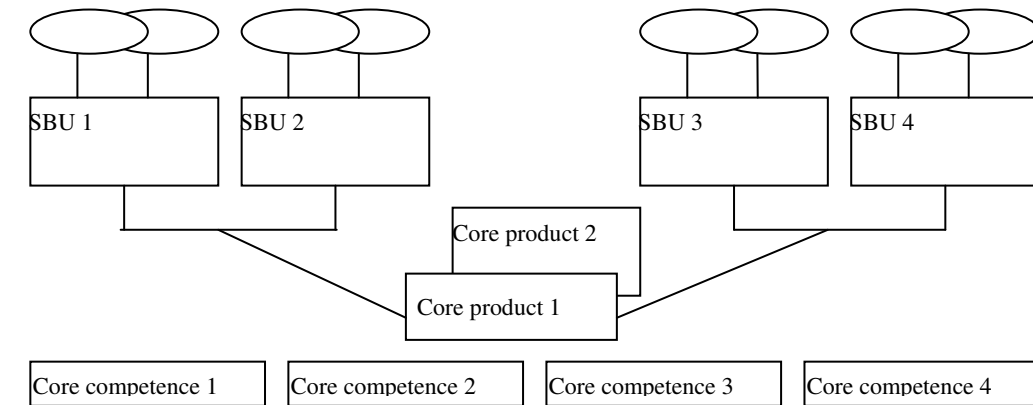 SBU 1
SBU 2
SBU 3
SBU 4
Core product 2
Core product 1
Core competence 1
Core competence 2
Core competence 3
Core competence 4